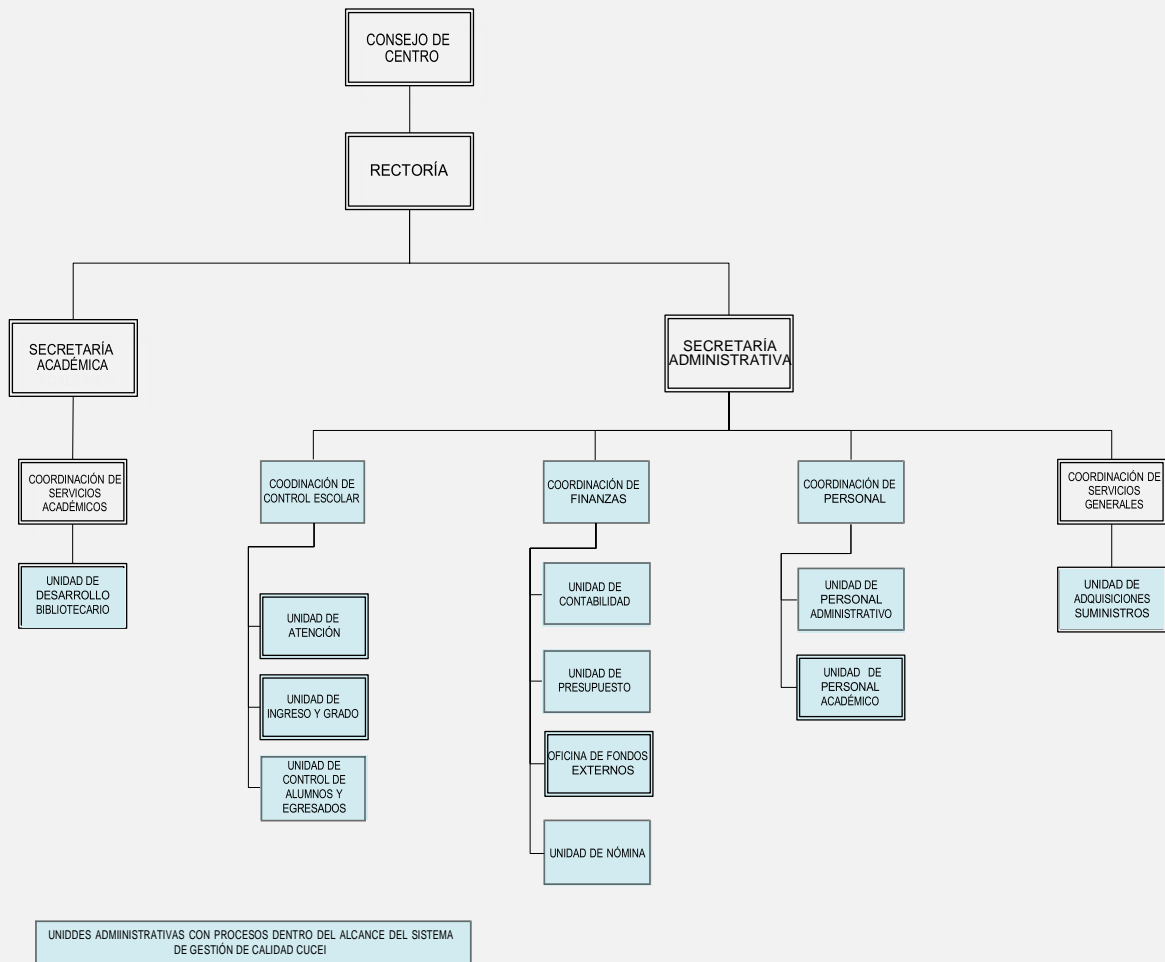 CONSEJO DE
CENTRO
RECTORÍA
SECRETARÍA
ACADÉMICA
SECRETARÍA
ADMINISTRATIVA
COORDINACIÓN DE
SERVICIOS
ACADÉMICOS
COODINACIÓN DE
CONTROL ESCOLAR
COORDINACIÓN DE
FINANZAS
COORDINACIÓN DE
PERSONAL
COORDINACIÓN DE
SERVICIOS
GENERALES
UNIDAD DE
DESARROLLO
BIBLIOTECARIO
UNIDAD DE
ATENCIÓN
UNIDAD DE
INGRESO Y GRADO
UNIDAD DE
CONTROL DE
ALUMNOS Y
EGRESADOS
UNIDAD DE
CONTABILIDAD
UNIDAD DE
PRESUPUESTO
OFICINA DE FONDOS
EXTERNOS
UNIDAD DE NÓMINA
UNIDAD DE
PERSONAL
ADMINISTRATIVO
UNIDAD DE
PERSONAL
ACADÉMICO
UNIDAD DE
ADQUISICIONES
SUMINISTROS
UNIDDES ADMINISTRATIVAS CON PROCESOS DENTRO DEL ALCANCE DEL SISTEMA
DE GESTIÓN DE CALIDAD CUCEI